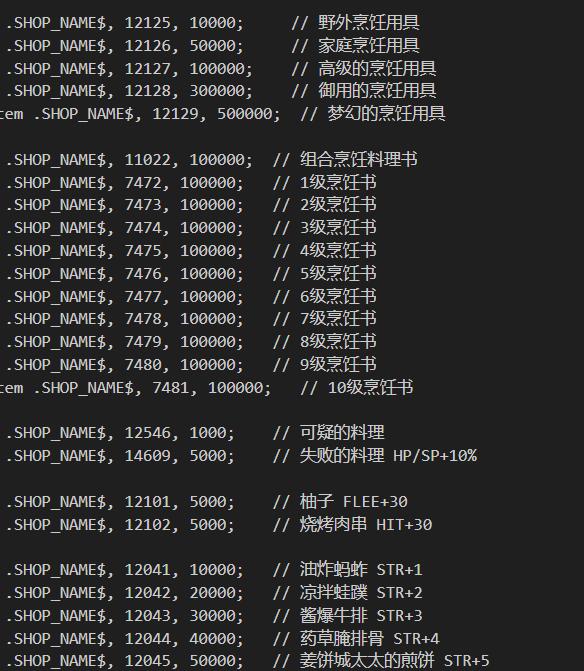 .SHOP_NAME$, 12125, 10000; // 野外烹饪用具
.SHOP_NAME$, 12126, 50000; // 家庭烹饪用具
.SHOP_NAME$, 12127, 100000; // 高级的烹饪用具
.SHOP_NAME$, 12128, 300000; // 御用的烹饪用具
tem .SHOP_NAME$, 12129, 500000; // 梦幻的烹饪用具
.SHOP_NAME$, 11022, 100000; // 组合烹饪料理书
.SHOP_NAME$, 7472, 100000; // 1级烹饪书
.SHOP_NAME$, 7473, 100000; // 2级烹饪书
.SHOP_NAME$, 7474, 100000; // 3级烹饪书
.SHOP_NAME$, 7475, 100000; // 4级烹饪书
.SHOP_NAME$, 7476, 100000; // 5级烹饪书
.SHOP_NAME$, 7477, 100000; // 6级烹饪书
.SHOP_NAME$, 7478, 100000; // 7级烹饪书
.SHOP_NAME$, 7479, 100000; // 8级烹饪书
.SHOP_NAME$, 7480, 100000; // 9级烹饪书
tem .SHOP_NAME$, 7481, 100000; // 10级烹饪书
.SHOP_NAME$, 12546, 1000; // 可疑的料理
.SHOP_NAME$, 14609, 5000; // 失败的料理 HP/SP+10%
.SHOP_NAME$, 12101, 5000; // 柚子 FLEE+30
.SHOP_NAME$, 12102, 5000; // 烧烤肉串 HIT+30
.SHOP_NAME$, 12041, 10000; // 油炸蚂蚱 STR+1
.SHOP_NAME$, 12042, 20000; // 凉拌蛙蹼 STR+2
.SHOP_NAME$, 12043, 30000; // 酱爆牛排 STR+3
.SHOP_NAME$, 12044, 40000; // 药草腌排骨 STR+4
.SHOP_NAME$, 12045, 50000; // 姜饼城太太的煎饼 STR+5